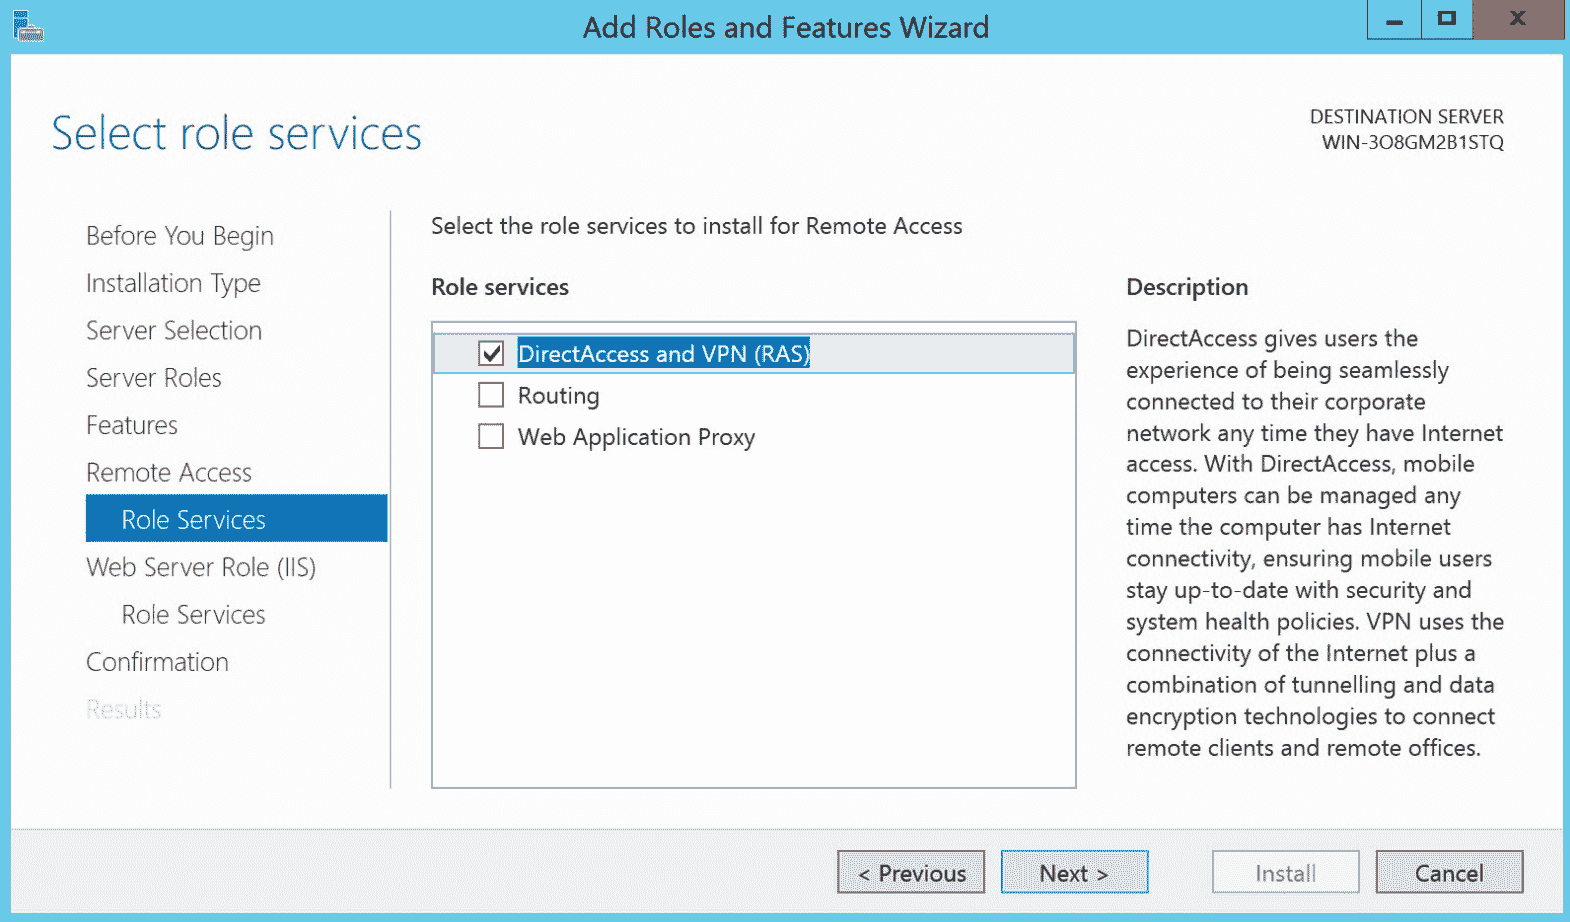 Add Roles and Features Wizard
Select role services
DESTINATION SERVER
WIN-3O8GM2B1STQ
Before You Begin
Installation Type
Server Selection
Server Roles
Features
Remote Access
Role Services
Web Server Role (IIS)
Role Services
Confirmation
Results
Select the role services to install for Remote Access
Role services
DirectAccess and VPN (RAS)
Routing
Web Application Proxy
Description
DirectAccess gives users the
experience of being seamlessly
connected to their corporate
network any time they have Internet
access. With DirectAccess, mobile
computers can be managed any
time the computer has Internet
connectivity, ensuring mobile users
stay up-to-date with security and
system health policies. VPN uses the
connectivity of the Internet plus a
combination of tunnelling and data
encryption technologies to connect
remote clients and remote offices.
< Previous
Next >
Install
Cancel